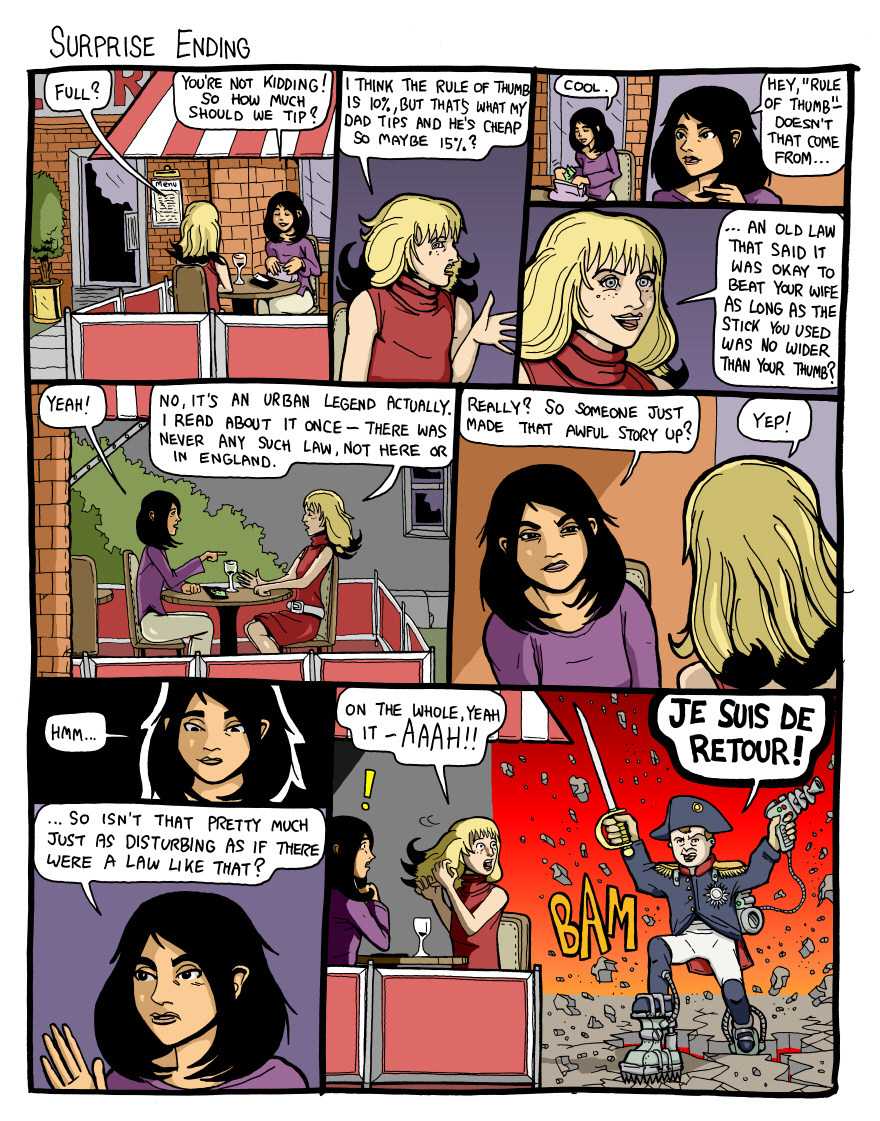 SURPRISE ENDING
FULL?
YOU'RE NOT KIDDING!
SO HOW MUCH
SHOULD WE TIP?
R
Menu
I THINK THE RULE OF THUMB
IS 10%, BUT THAT'S WHAT MY
DAD TIPS AND HE'S CHEAP
SO MAYBE 15%?
COOL.
HEY, "RULE
OF THUMB"-
DOESN'T
THAT COME
FROM...
... AN OLD LAW
THAT SAID IT
WAS OKAY TO
BEAT YOUR WIFE
AS LONG AS THE
STICK YOU USED
WAS NO WIDER
THAN YOUR THUMB?
YEAH!
NO, IT'S AN URBAN LEGEND ACTUALLY.
I READ ABOUT IT ONCE – THERE WAS
NEVER ANY SUCH LAW, NOT HERE OR
IN ENGLAND.
REALLY? SO SOMEONE JUST
MADE THAT AWFUL STORY UP?
YEP!
HMM...
... SO ISN'T THAT PRETTY MUCH
JUST AS DISTURBING AS IF THERE
WERE A LAW LIKE THAT?
ON THE WHOLE, YEAH
IT – AAAH!!
!
BAM
JE SUIS DE
RETOUR!